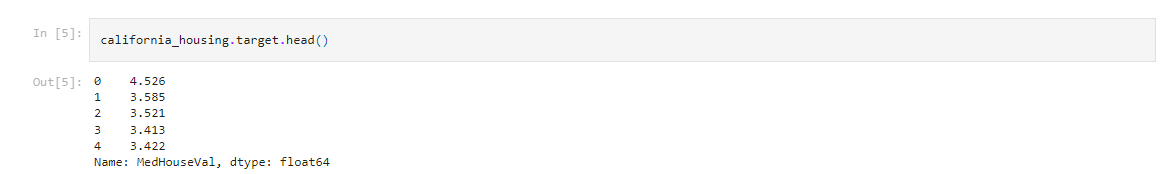 In [5]: california_housing.target.head()
Out[5]: 0 4.526
1 3.585
2 3.521
3 3.413
4 3.422
Name: MedHouseVal, dtype: float64